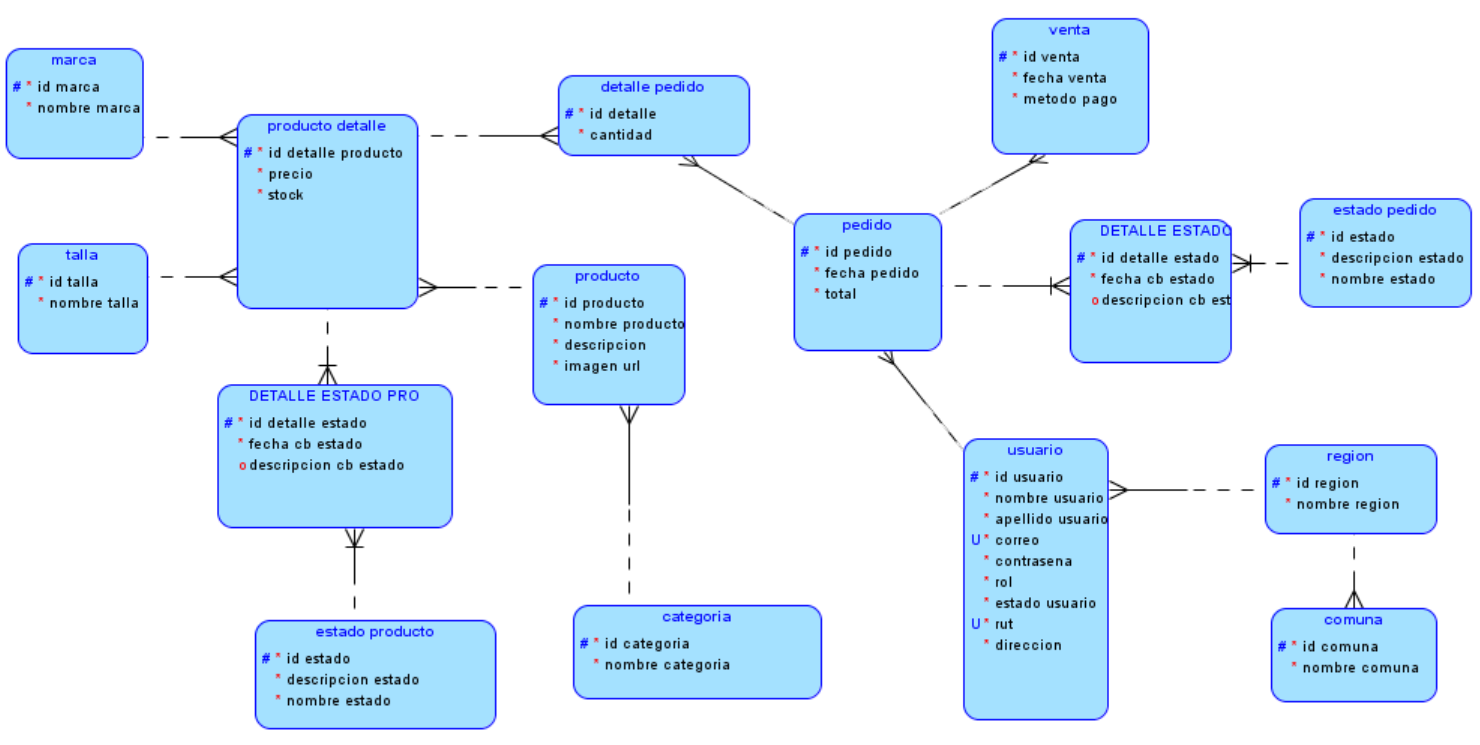 marca
# * id marca
* nombre marca
producto detalle
# * id detalle producto
* precio
* stock
detalle pedido
# * id detalle
* cantidad
venta
# * id venta
* fecha venta
* metodo pago
talla
# * id talla
* nombre talla
producto
# * id producto
* nombre producto
* descripcion
* imagen url
pedido
# * id pedido
* fecha pedido
* total
DETALLE ESTADO
# * id detalle estado
* fecha cb estado
o descripcion cb est
estado pedido
# * id estado
* descripcion estado
* nombre estado
DETALLE ESTADO PRO
# * id detalle estado
* fecha cb estado
o descripcion cb estado
usuario
# * id usuario
* nombre usuario
* apellido usuario
U * correo
* contrasena
* rol
* estado usuario
U * rut
* direccion
region
# * id region
* nombre region
estado producto
# * id estado
* descripcion estado
* nombre estado
categoria
# * id categoria
* nombre categoria
comuna
# * id comuna
* nombre comuna